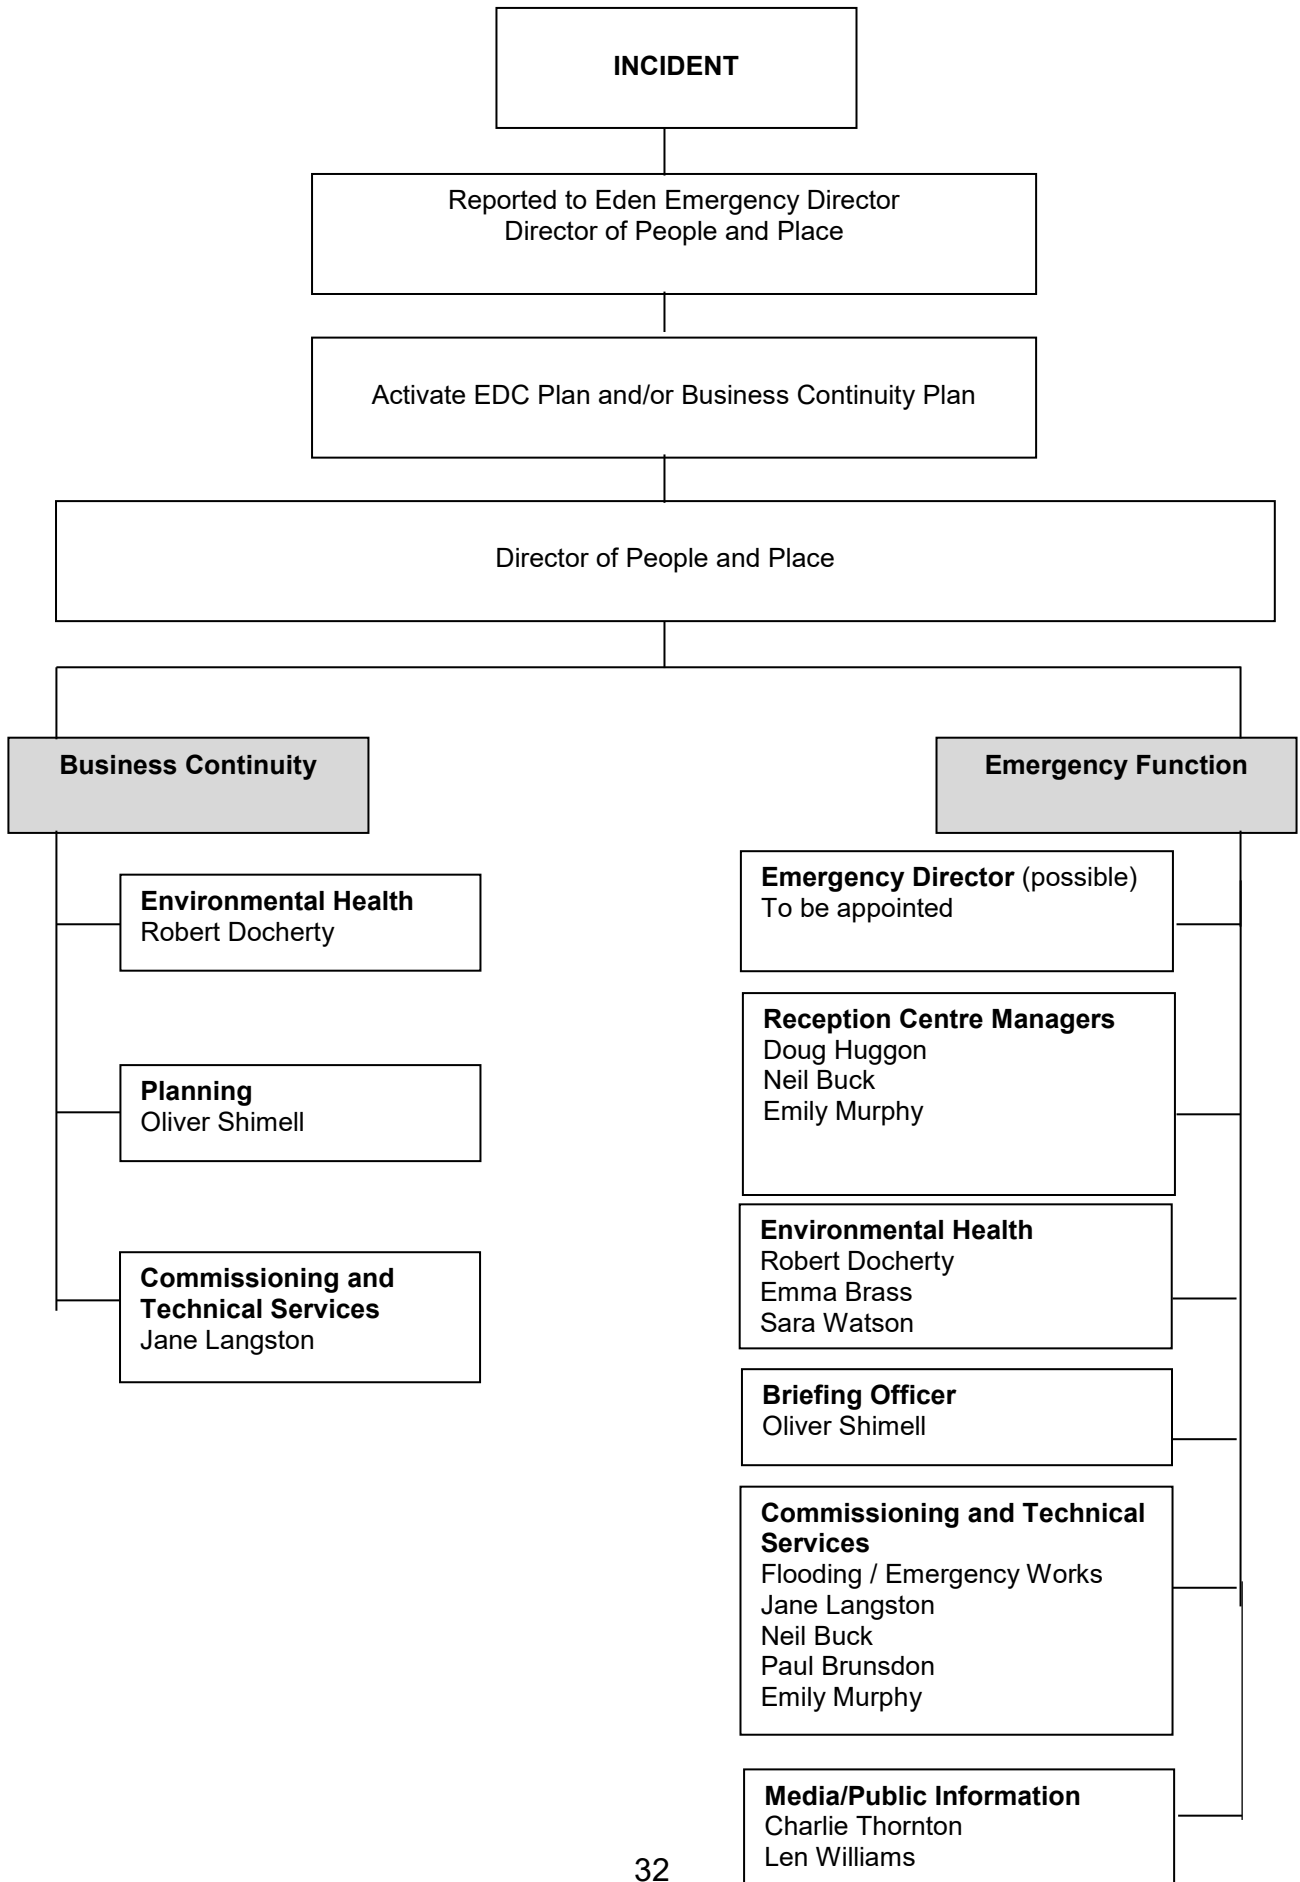 INCIDENT
Reported to Eden Emergency Director
Director of People and Place
Activate EDC Plan and/or Business Continuity Plan
Director of People and Place
Business Continuity
Environmental Health
Robert Docherty
Planning
Oliver Shimell
Commissioning and
Technical Services
Jane Langston
Emergency Function
Emergency Director (possible)
To be appointed
Reception Centre Managers
Doug Huggon
Neil Buck
Emily Murphy
Environmental Health
Robert Docherty
Emma Brass
Sara Watson
Briefing Officer
Oliver Shimell
Commissioning and Technical
Services
Flooding / Emergency Works
Jane Langston
Neil Buck
Paul Brunsdon
Emily Murphy
Media/Public Information
Charlie Thornton
Len Williams
32